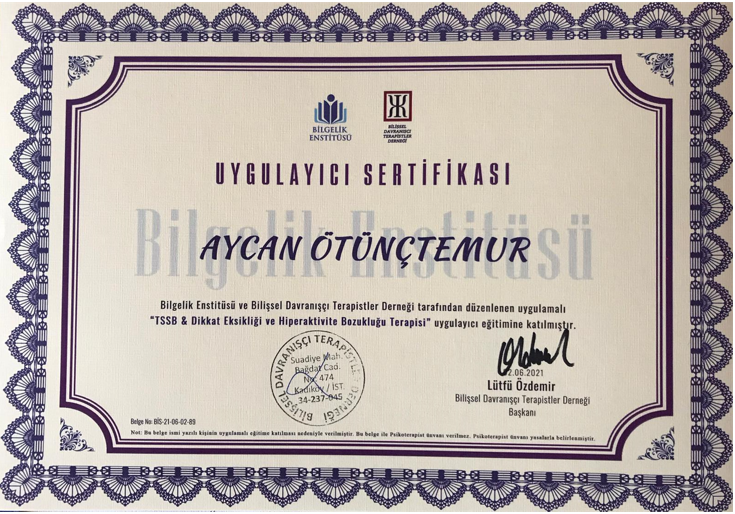 BİLGELİK
ENSTİTÜSÜ
BİLİŞSEL
DAVRANIŞÇI
TERAPİSTLER
DERNEĞİ
UYGULAYICI SERTİFİKASI
Bilgelik Enstitüsü
AYCAN ÖTÜNÇTEMUR
Bilgelik Enstitüsü ve Bilişsel Davranışçı Terapistler Derneği tarafından düzenlenen uygulamalı
"TSSB & Dikkat Eksikliği ve Hiperaktivite Bozukluğu Terapisi" uygulayıcı eğitimine katılmıştır.
BİLİŞSEL DAVRANIŞÇI TERAPİSTLER DERNEĞİ
Suadiye Mah.
Bağdat Cad.
No: 474
Kadıköy / İST.
34-237-045
02.06.2021
Lütfü Özdemir
Bilişsel Davranışçı Terapistler Derneği
Başkanı
Belge No: BİS-21-06-02-89
Not: Bu belge ismi yazılı kişinin uygulamalı eğitime katılması nedeniyle verilmiştir. Bu belge ile Psikoterapist ünvanı verilmez. Psikoterapist ünvanı yasalarla belirlenmiştir.